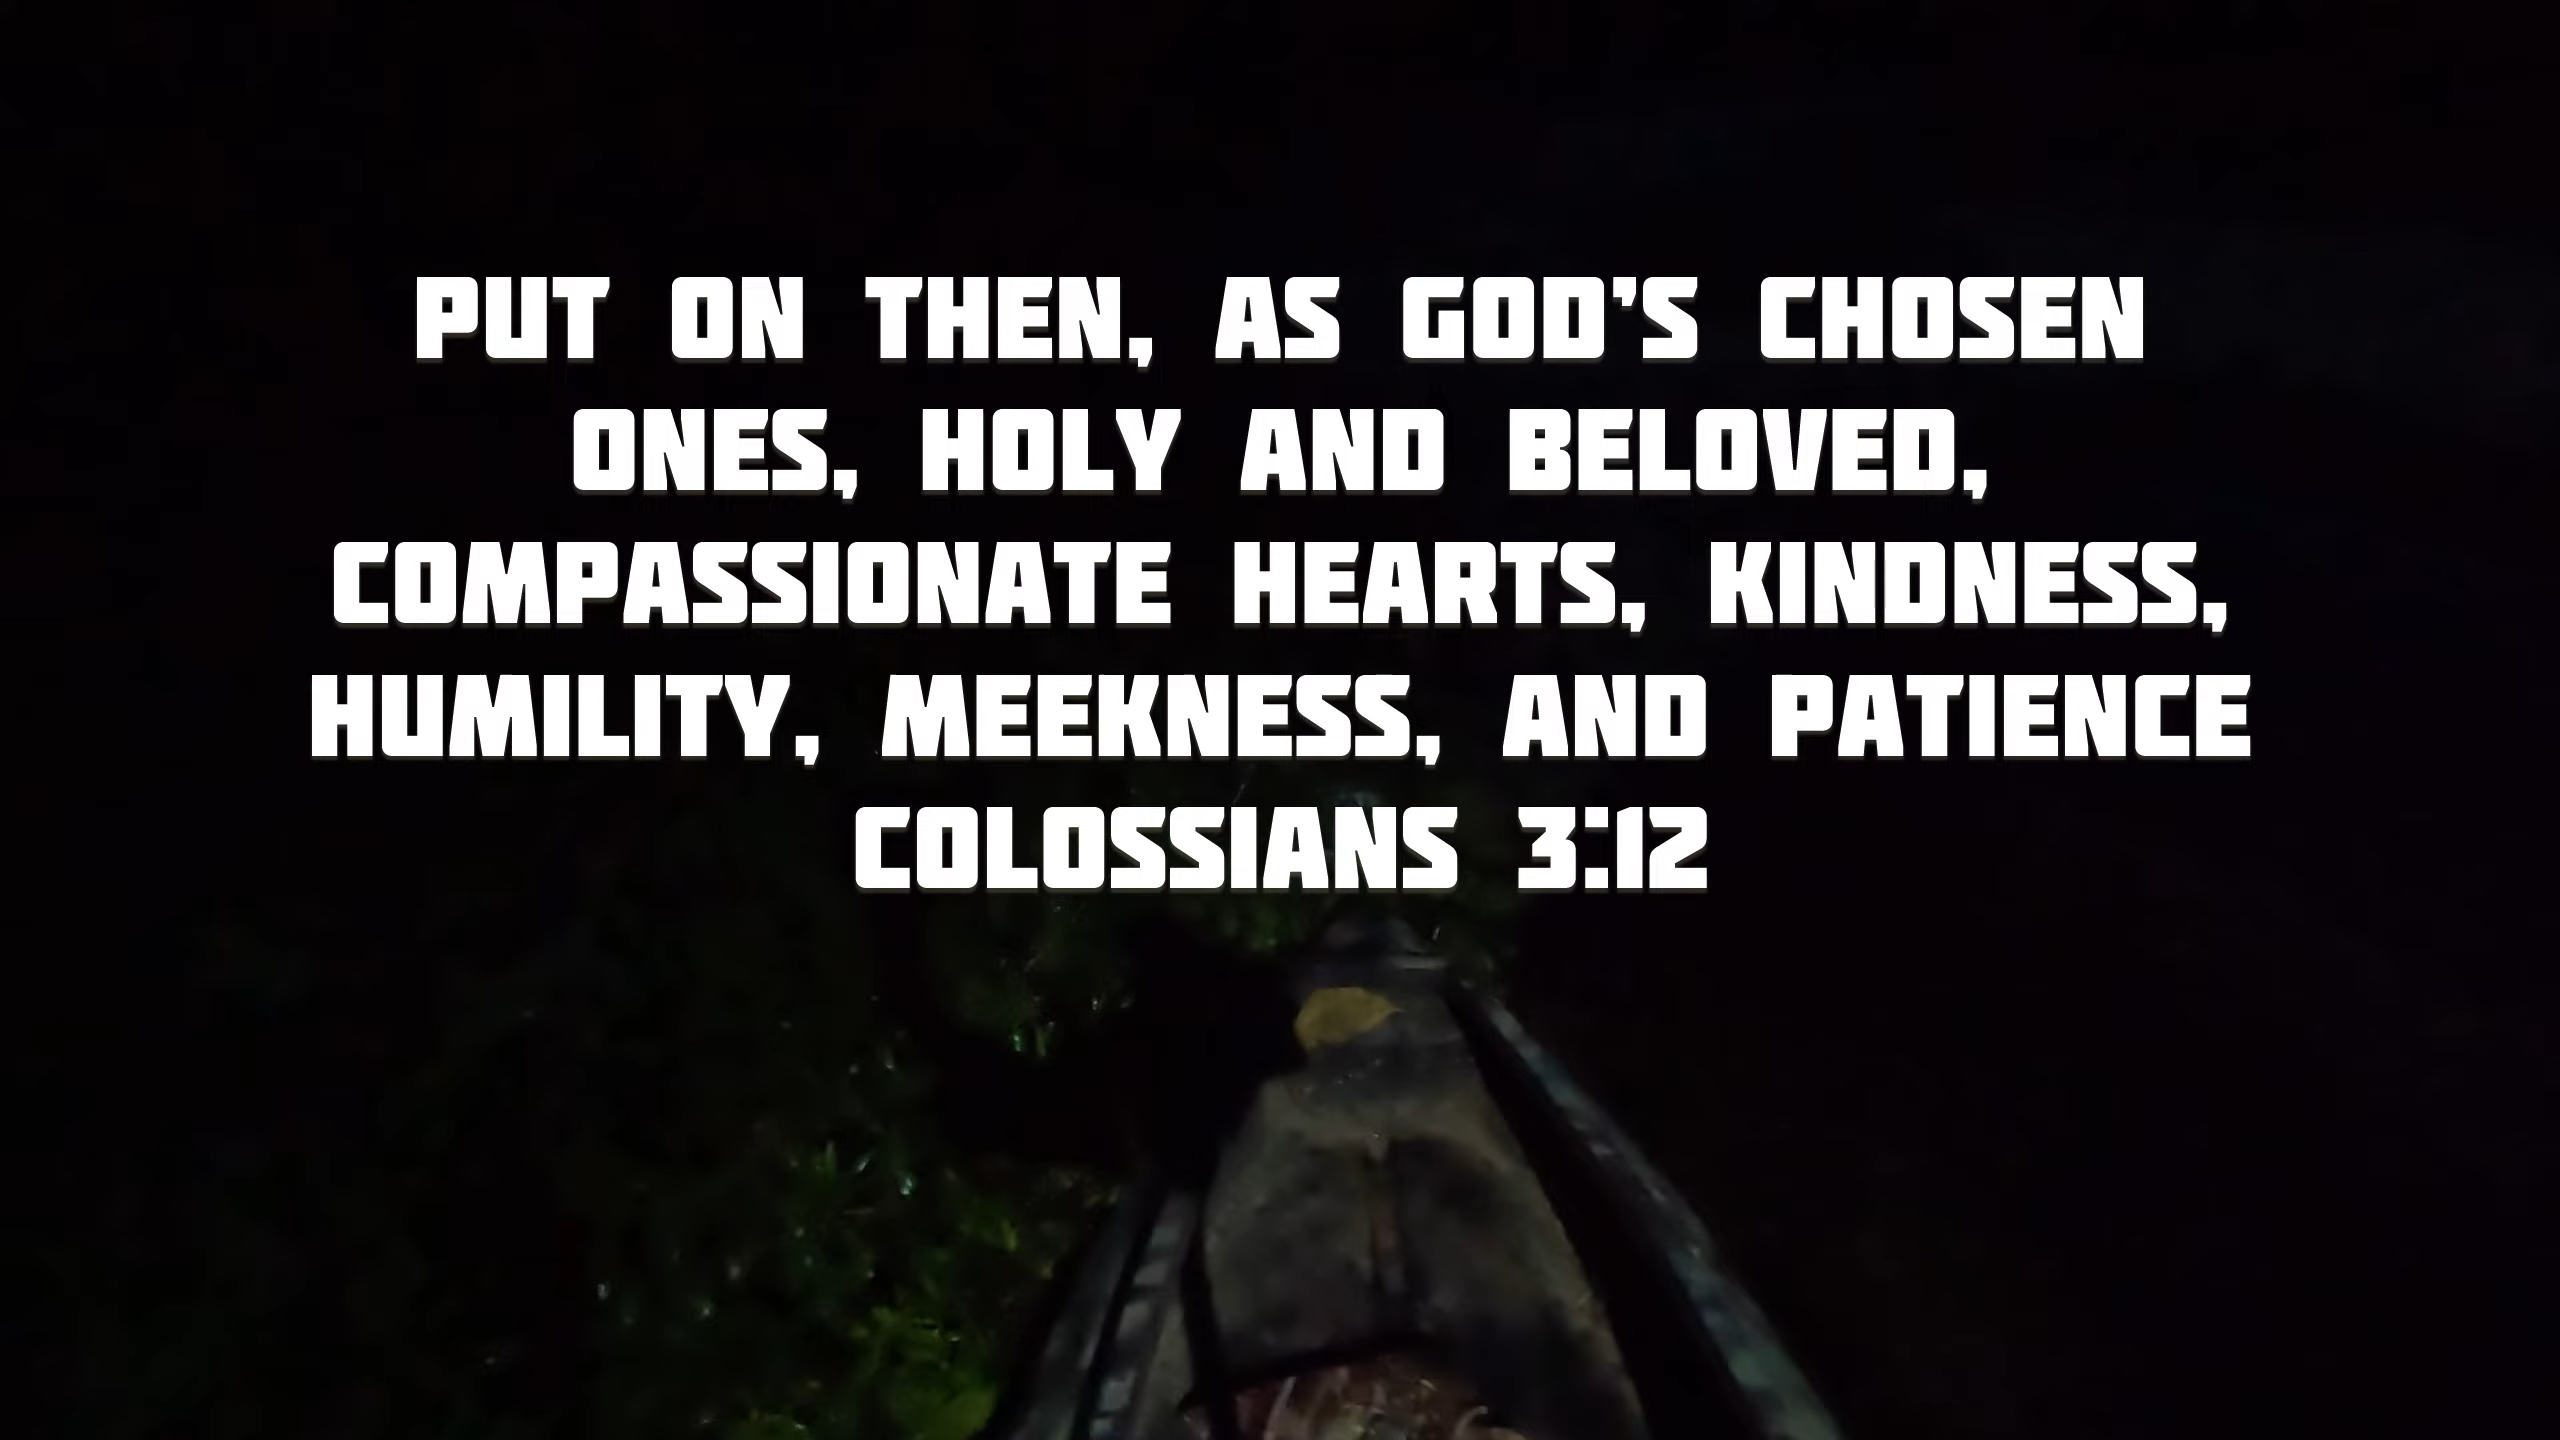 PUT ON THEN, AS GOD'S CHOSEN
ONES, HOLY AND BELOVED,
COMPASSIONATE HEARTS, KINDNESS,
HUMILITY, MEEKNESS, AND PATIENCE
COLOSSIANS 3:12